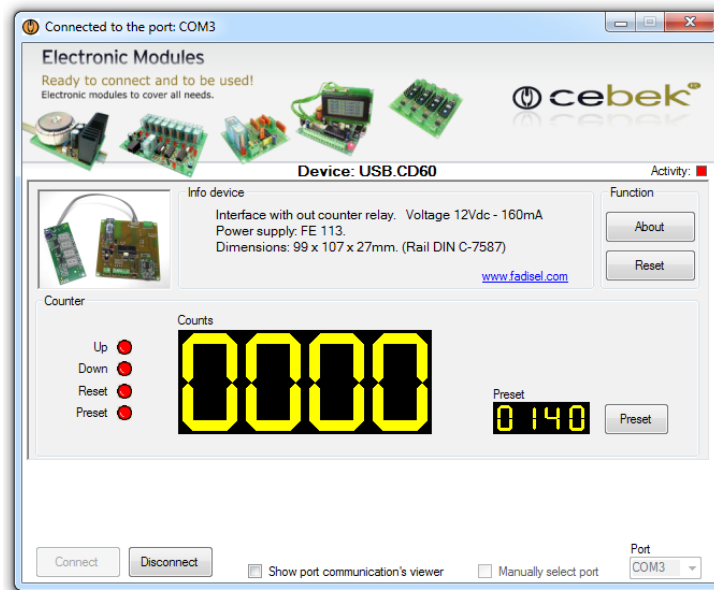 Connected to the port: COM3
Electronic Modules
Ready to connect and to be used!
Electronic modules to cover all needs.
cebek
Device: USB.CD60
Activity:
Info device
Interface with out counter relay. Voltage 12Vdc - 160mA
Power supply: FE 113.
Dimensions: 99 x 107 x 27mm. (Rail DIN C-7587)
www.fadisel.com
Function
About
Reset
Counter
Counts
Up
Down
Reset
Preset
0000
Preset
0140
Preset
Connect
Disconnect
Show port communication's viewer
Manually select port
Port
COM3